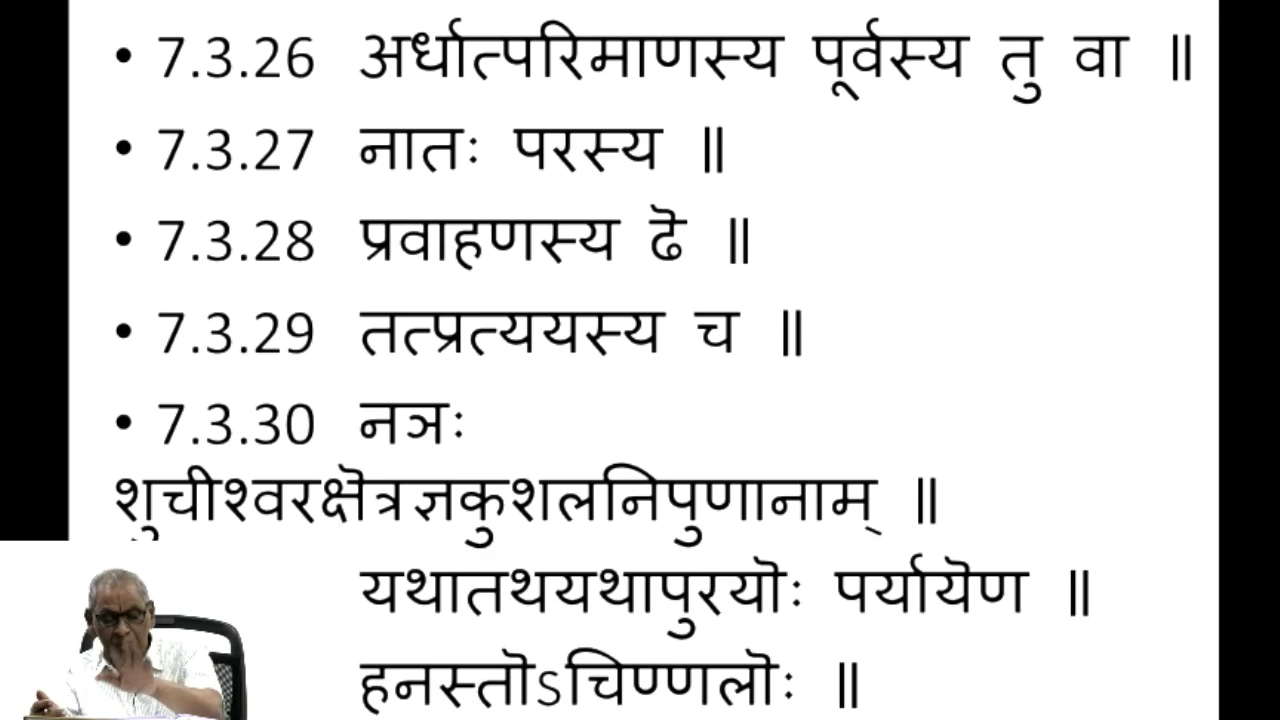 • 7.3.26 अर्धात्परिमाणस्य पूर्वस्य तु वा ॥
• 7.3.27 नातः परस्य ॥
• 7.3.28 प्रवाहणस्य ढॆ ॥
• 7.3.29 तत्प्रत्ययस्य च ॥
• 7.3.30 नञः
शुचीश्वरक्षॆत्रज्ञकुशलनिपुणानाम् ॥
यथातथयथापुरयॊः पर्यायॆण ॥
हनस्तॊऽचिण्णलॊः ॥